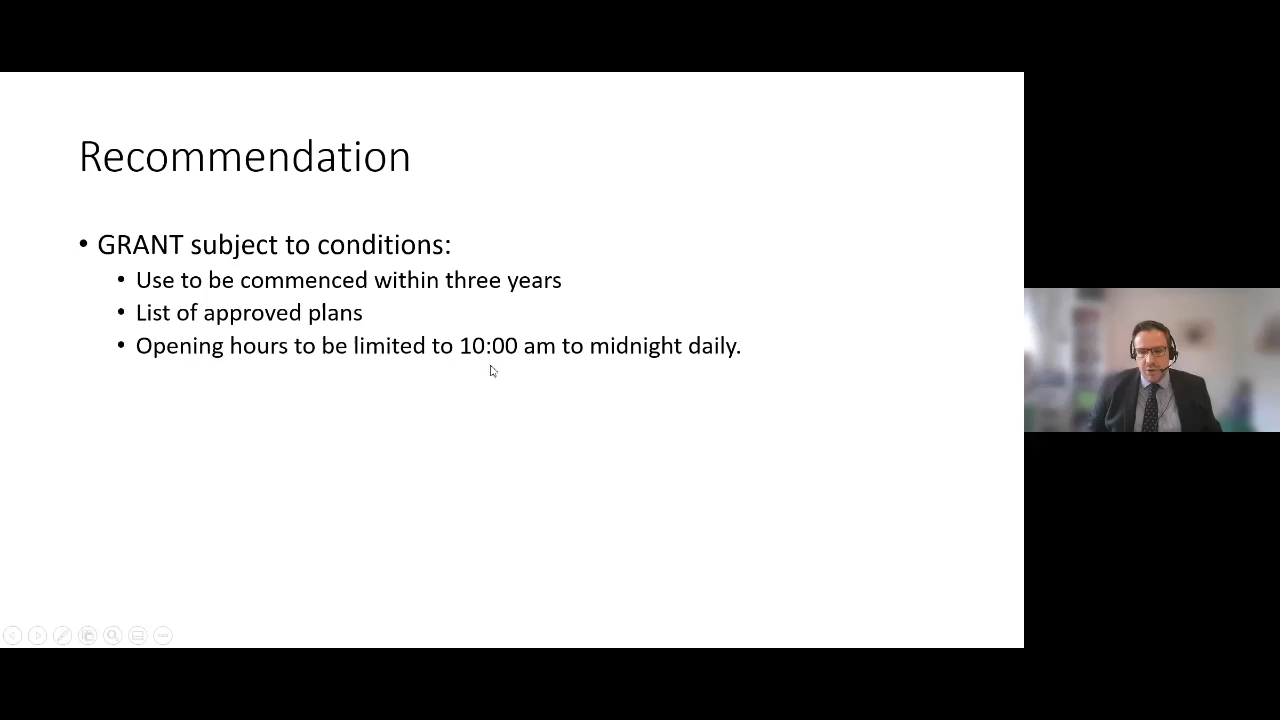 Recommendation
• GRANT subject to conditions:
• Use to be commenced within three years
• List of approved plans
• Opening hours to be limited to 10:00 am to midnight daily.